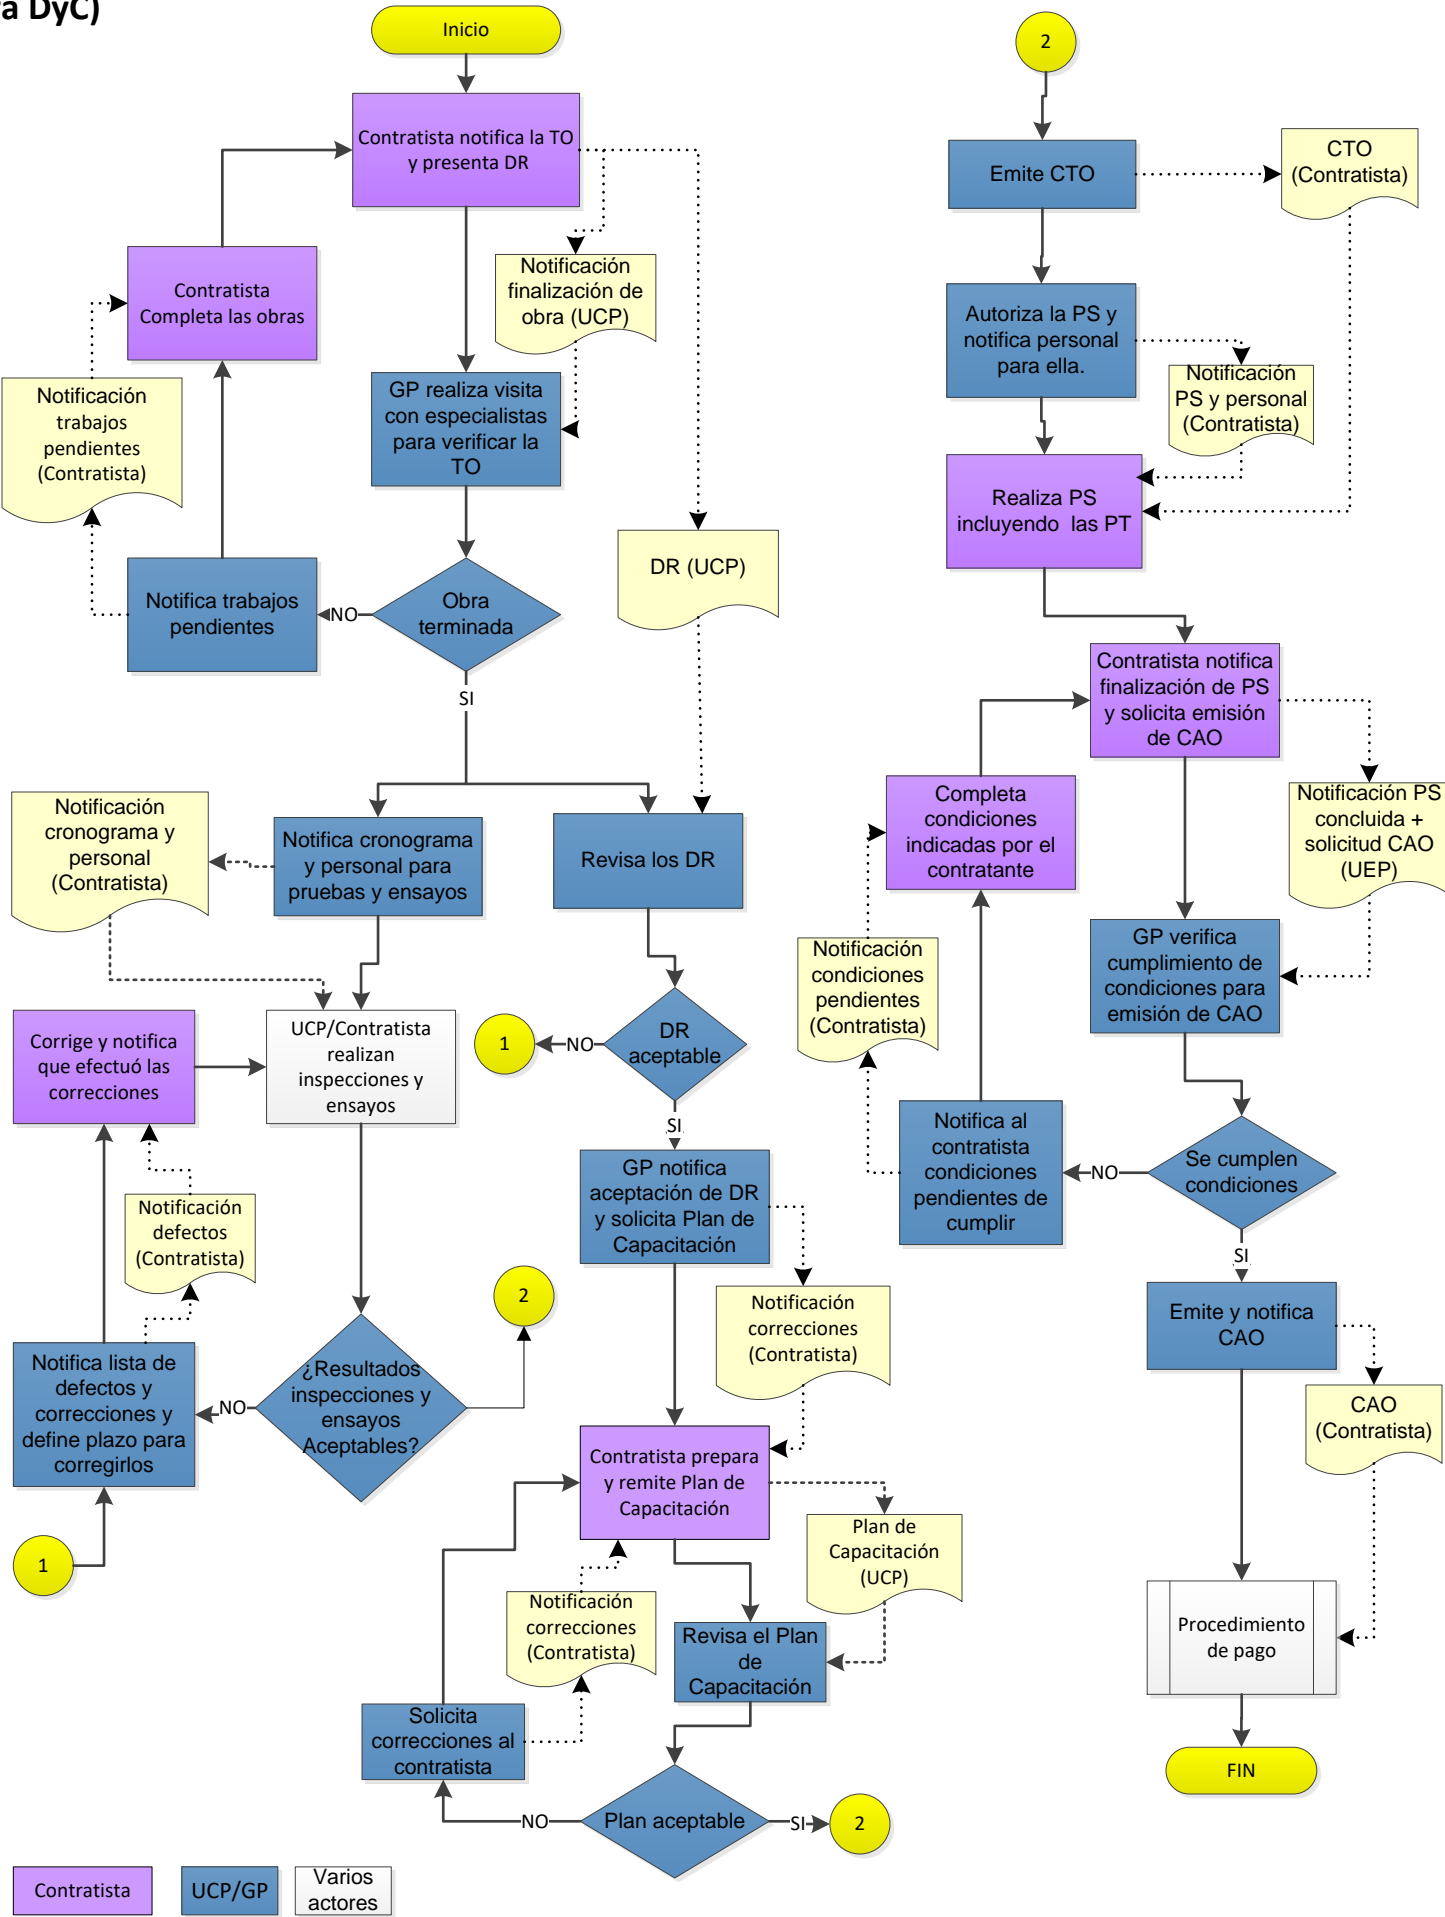 a DyC)
Inicio
Contratista notifica la TO
y presenta DR
Contratista
Completa las obras
Notificación
finalización de
obra (UCP)
Notificación
trabajos
pendientes
(Contratista)
GP realiza visita
con especialistas
para verificar la
TO
DR (UCP)
Notifica trabajos
pendientes
NO
Obra
terminada
SI
Notificación
cronograma y
personal
(Contratista)
Notifica cronograma
y personal para
pruebas y ensayos
Revisa los DR
Corrige y notifica
que efectuó las
correcciones
UCP/Contratista
realizan
inspecciones y
ensayos
1
NO
DR
aceptable
SI
Notificación
defectos
(Contratista)
GP notifica
aceptación de DR
y solicita Plan de
Capacitación
2
Notificación
correcciones
(Contratista)
Notifica lista de
defectos y
correcciones y
define plazo para
corregirlos
NO
¿Resultados
inspecciones y
ensayos
Aceptables?
1
Contratista prepara
y remite Plan de
Capacitación
Plan de
Capacitación
(UCP)
Notificación
correcciones
(Contratista)
Revisa el Plan
de
Capacitación
Solicita
correcciones al
contratista
NO
Plan aceptable
SI
2
2
Emite CTO
CTO
(Contratista)
Autoriza la PS y
notifica personal
para ella.
Notificación
PS y personal
(Contratista)
Realiza PS
incluyendo las PT
Contratista notifica
finalización de PS
y solicita emisión
de CAO
Completa
condiciones
indicadas por el
contratante
Notificación PS
concluida +
solicitud CAO
(UEP)
Notificación
condiciones
pendientes
(Contratista)
GP verifica
cumplimiento de
condiciones para
emisión de CAO
Notifica al
contratista
condiciones
pendientes de
cumplir
NO
Se cumplen
condiciones
SI
Emite y notifica
CAO
CAO
(Contratista)
Procedimiento
de pago
FIN
Contratista
UCP/GP
Varios
actores